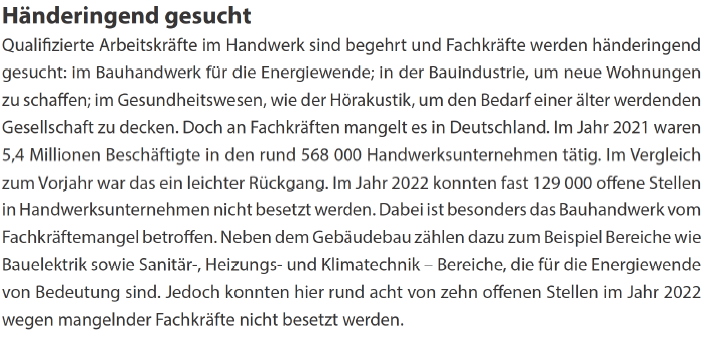 Händeringend gesucht
Qualifizierte Arbeitskräfte im Handwerk sind begehrt und Fachkräfte werden händeringend
gesucht: im Bauhandwerk für die Energiewende; in der Bauindustrie, um neue Wohnungen
zu schaffen; im Gesundheitswesen, wie der Hörakustik, um den Bedarf einer älter werdenden
Gesellschaft zu decken. Doch an Fachkräften mangelt es in Deutschland. Im Jahr 2021 waren
5,4 Millionen Beschäftigte in den rund 568 000 Handwerksunternehmen tätig. Im Vergleich
zum Vorjahr war das ein leichter Rückgang. Im Jahr 2022 konnten fast 129 000 offene Stellen
in Handwerksunternehmen nicht besetzt werden. Dabei ist besonders das Bauhandwerk vom
Fachkräftemangel betroffen. Neben dem Gebäudebau zählen dazu zum Beispiel Bereiche wie
Bauelektrik sowie Sanitär-, Heizungs- und Klimatechnik – Bereiche, die für die Energiewende
von Bedeutung sind. Jedoch konnten hier rund acht von zehn offenen Stellen im Jahr 2022
wegen mangelnder Fachkräfte nicht besetzt werden.